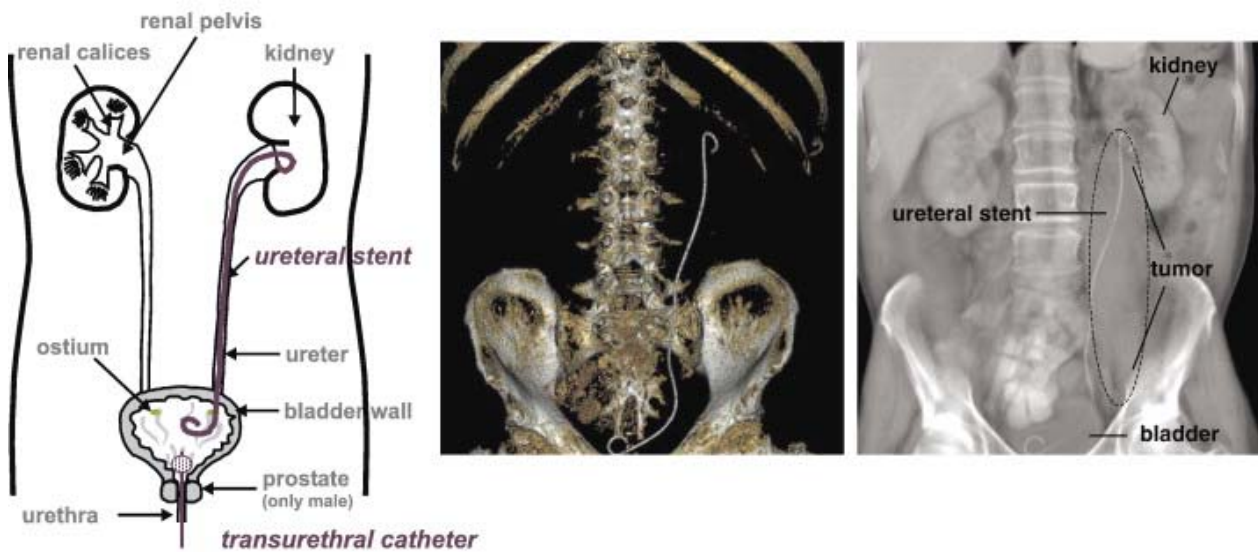 renal pelvis
renal calices
kidney
ureteral stent
ostium
ureter
bladder wall
prostate
(only male)
urethra
transurethral catheter
kidney
ureteral stent
tumor
bladder